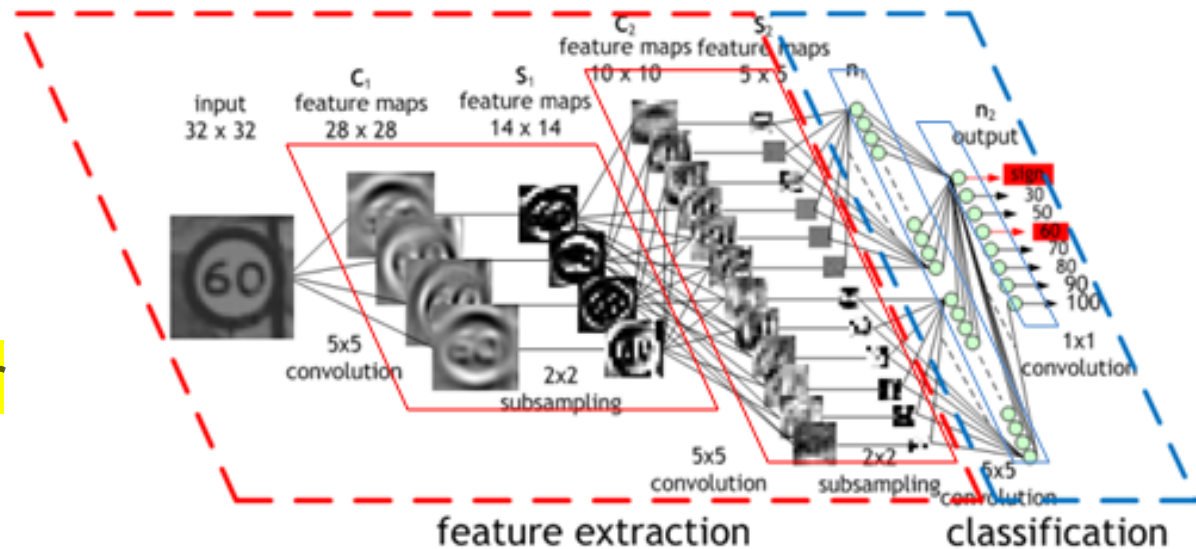 input
32 x 32
C₁
feature maps
28 x 28
S₁
feature maps
14 x 14
C₂
feature maps
10 x 10
S₂
feature maps
5 x 5
n₁
n₂
output
sign
30
50
60
70
80
90
100
60
5x5
convolution
2x2
subsampling
5x5
convolution
2x2
subsampling
5x5
convolution
1x1
convolution
feature extraction
classification